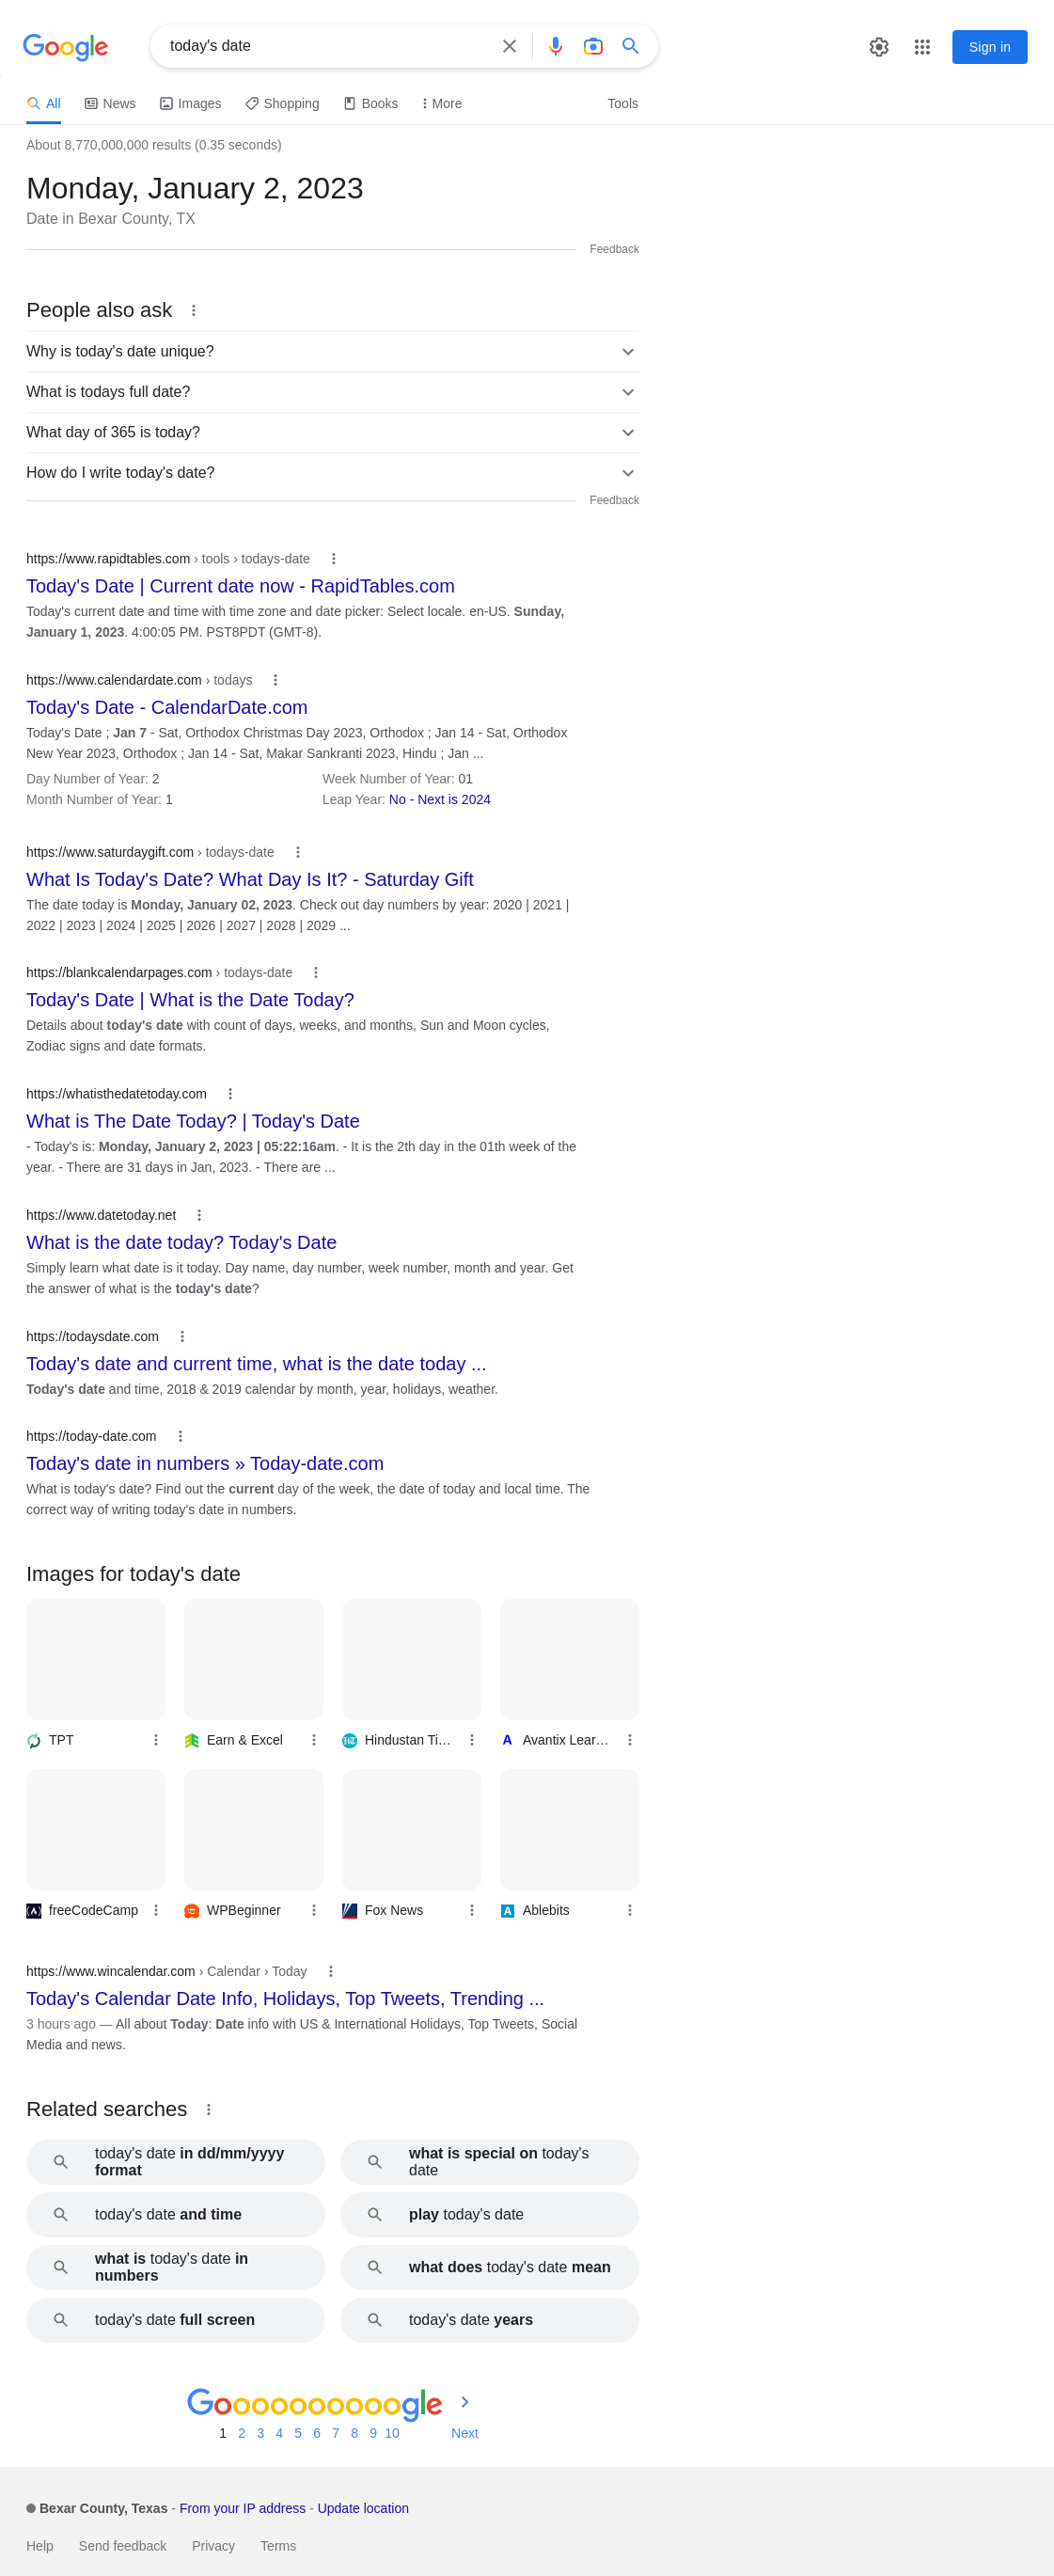 Google
today's date
Sign in
All News Images Shopping Books More Tools
About 8,770,000,000 results (0.35 seconds)
Monday, January 2, 2023
Date in Bexar County, TX
Feedback
People also ask
Why is today's date unique?
What is todays full date?
What day of 365 is today?
How do I write today's date?
Feedback
https://www.rapidtables.com › tools › todays-date
Today's Date | Current date now - RapidTables.com
Today's current date and time with time zone and date picker: Select locale. en-US. Sunday,
January 1, 2023. 4:00:05 PM. PST8PDT (GMT-8).
https://www.calendardate.com › todays
Today's Date - CalendarDate.com
Today's Date ; Jan 7 - Sat, Orthodox Christmas Day 2023, Orthodox ; Jan 14 - Sat, Orthodox
New Year 2023, Orthodox ; Jan 14 - Sat, Makar Sankranti 2023, Hindu ; Jan ...
Day Number of Year: 2 Week Number of Year: 01
Month Number of Year: 1 Leap Year: No - Next is 2024
https://www.saturdaygift.com › todays-date
What Is Today's Date? What Day Is It? - Saturday Gift
The date today is Monday, January 02, 2023. Check out day numbers by year: 2020 | 2021 |
2022 | 2023 | 2024 | 2025 | 2026 | 2027 | 2028 | 2029 ...
https://blankcalendarpages.com › todays-date
Today's Date | What is the Date Today?
Details about today's date with count of days, weeks, and months, Sun and Moon cycles,
Zodiac signs and date formats.
https://whatisthedatetoday.com
What is The Date Today? | Today's Date
- Today's is: Monday, January 2, 2023 | 05:22:16am. - It is the 2th day in the 01th week of the
year. - There are 31 days in Jan, 2023. - There are ...
https://www.datetoday.net
What is the date today? Today's Date
Simply learn what date is it today. Day name, day number, week number, month and year. Get
the answer of what is the today's date?
https://todaysdate.com
Today's date and current time, what is the date today ...
Today's date and time, 2018 & 2019 calendar by month, year, holidays, weather.
https://today-date.com
Today's date in numbers » Today-date.com
What is today's date? Find out the current day of the week, the date of today and local time. The
correct way of writing today's date in numbers.
Images for today's date
TPT Earn & Excel Hindustan Ti... Avantix Lear...
freeCodeCamp WPBeginner Fox News Ablebits
https://www.wincalendar.com › Calendar › Today
Today's Calendar Date Info, Holidays, Top Tweets, Trending ...
3 hours ago — All about Today: Date info with US & International Holidays, Top Tweets, Social
Media and news.
Related searches
today's date in dd/mm/yyyy
format
what is special on today's
date
today's date and time
play today's date
what is today's date in
numbers
what does today's date mean
today's date full screen
today's date years
Goooooooooogle
1 2 3 4 5 6 7 8 9 10 Next
Bexar County, Texas - From your IP address - Update location
Help Send feedback Privacy Terms